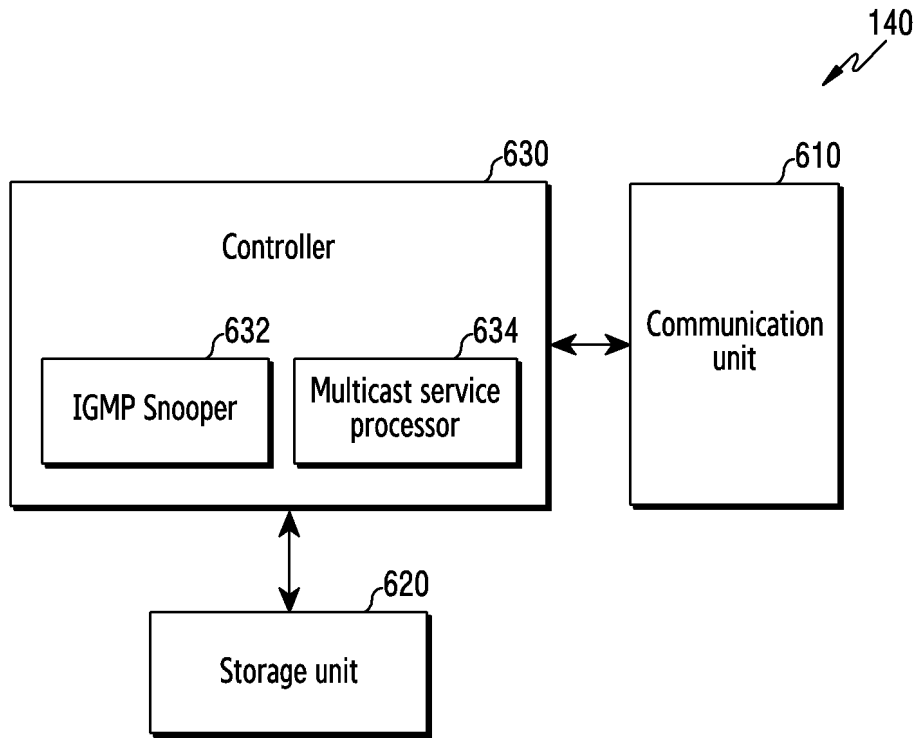 140
630
610
Controller
632
634
IGMP Snooper
Multicast service
processor
Communication
unit
620
Storage unit